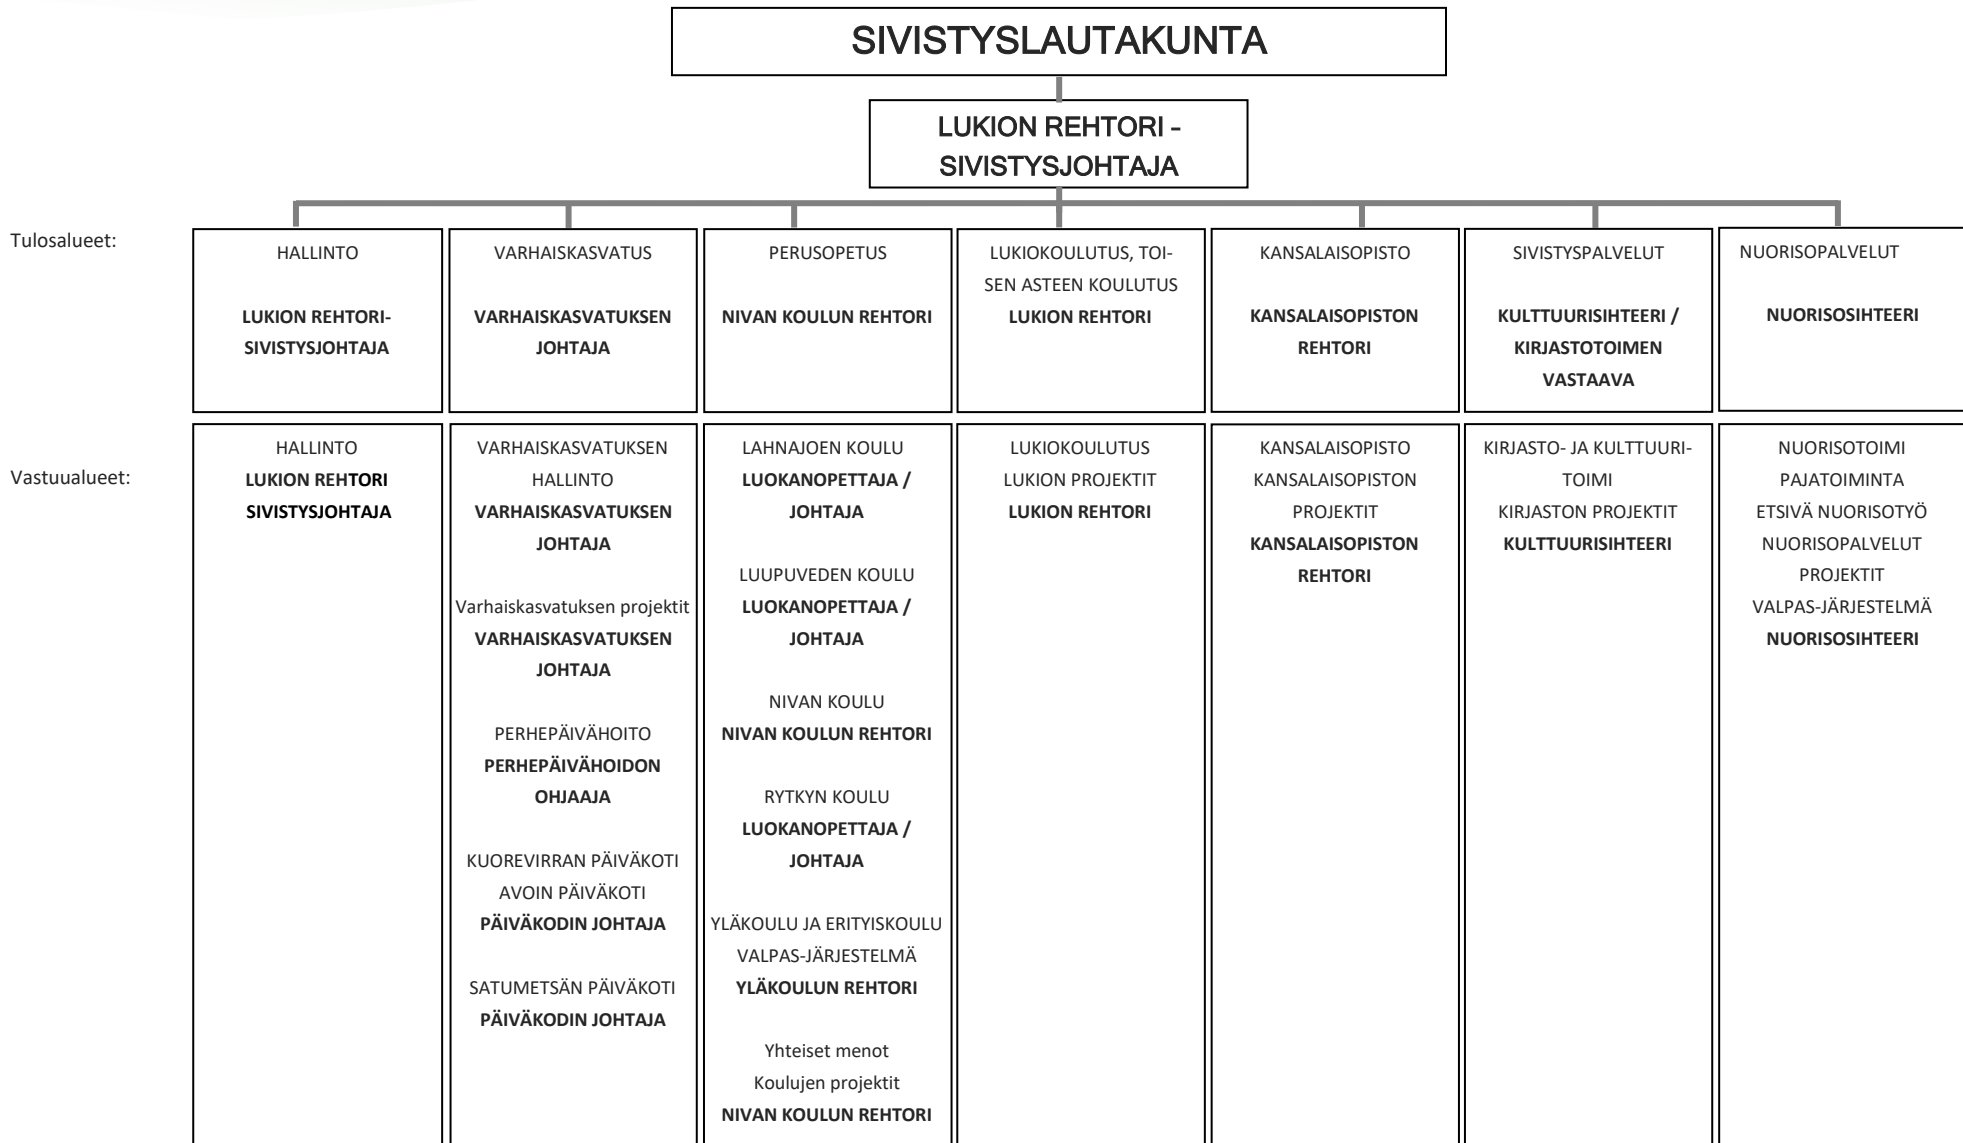 SIVISTYSLAUTAKUNTA
LUKION REHTORI -
SIVISTYSJOHTAJA
Tulosalueet:
HALLINTO
LUKION REHTORI-
SIVISTYSJOHTAJA
VARHAISKASVATUS
VARHAISKASVATUKSEN
JOHTAJA
PERUSOPETUS
NIVAN KOULUN REHTORI
LUKIOKOULUTUS, TOI-
SEN ASTEEN KOULUTUS
LUKION REHTORI
KANSALAISOPISTO
KANSALAISOPISTON
REHTORI
SIVISTYSPALVELUT
KULTTUURISIHTEERI /
KIRJASTOTOIMEN
VASTAAVA
NUORISOPALVELUT
NUORISOSIHTEERI
Vastuualueet:
HALLINTO
LUKION REHTORI
SIVISTYSJOHTAJA
VARHAISKASVATUKSEN
HALLINTO
VARHAISKASVATUKSEN
JOHTAJA
Varhaiskasvatuksen projektit
VARHAISKASVATUKSEN
JOHTAJA
PERHEPÄIVÄHOITO
PERHEPÄIVÄHOIDON
OHJAAJA
KUOREVIRRAN PÄIVÄKOTI
AVOIN PÄIVÄKOTI
PÄIVÄKODIN JOHTAJA
SATUMETSÄN PÄIVÄKOTI
PÄIVÄKODIN JOHTAJA
LAHNAJOEN KOULU
LUOKANOPETTAJA /
JOHTAJA
LUUPUVEDEN KOULU
LUOKANOPETTAJA /
JOHTAJA
NIVAN KOULU
NIVAN KOULUN REHTORI
RYTKYN KOULU
LUOKANOPETTAJA /
JOHTAJA
YLÄKOULU JA ERITYISKOULU
VALPAS-JÄRJESTELMÄ
YLÄKOULUN REHTORI
Yhteiset menot
Koulujen projektit
NIVAN KOULUN REHTORI
LUKIOKOULUTUS
LUKION PROJEKTIT
LUKION REHTORI
KANSALAISOPISTO
KANSALAISOPISTON
PROJEKTIT
KANSALAISOPISTON
REHTORI
KIRJASTO- JA KULTTUURI-
TOIMI
KIRJASTON PROJEKTIT
KULTTUURISIHTEERI
NUORISOTOIMI
PAJATOIMINTA
ETSIVÄ NUORISOTYÖ
NUORISOPALVELUT
PROJEKTIT
VALPAS-JÄRJESTELMÄ
NUORISOSIHTEERI